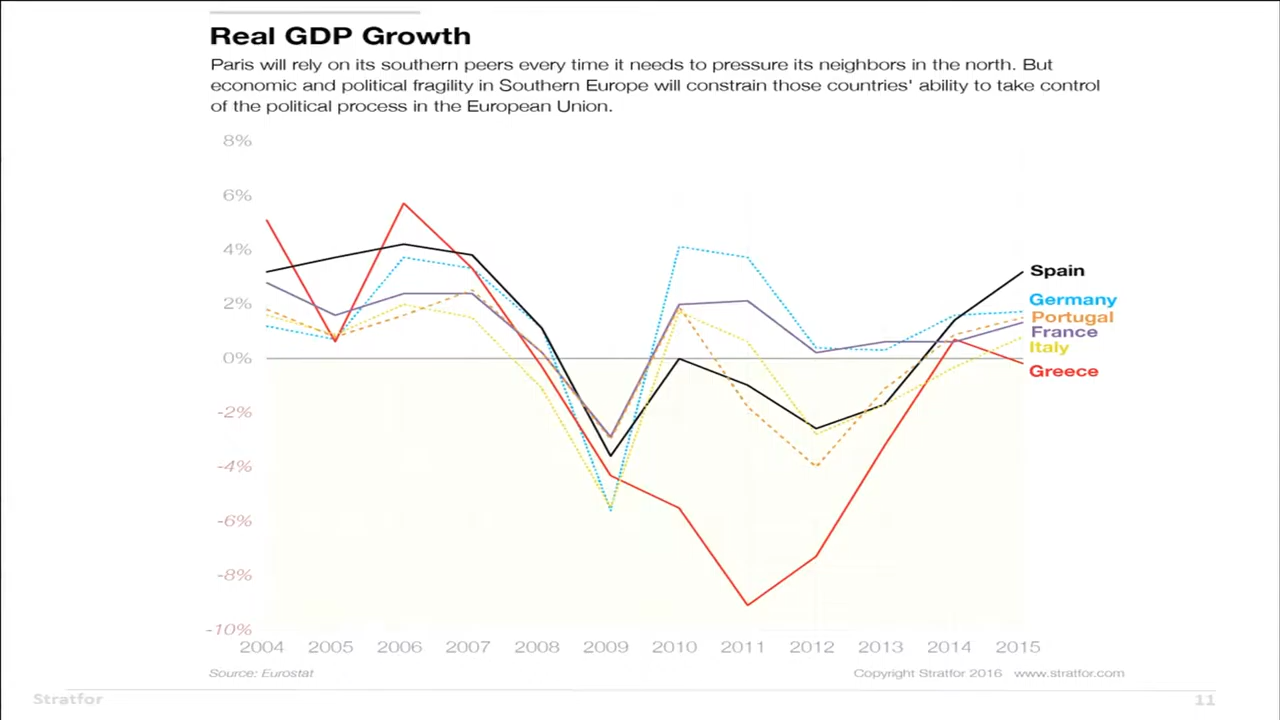 Real GDP Growth
Paris will rely on its southern peers every time it needs to pressure its neighbors in the north. But
economic and political fragility in Southern Europe will constrain those countries' ability to take control
of the political process in the European Union.
8%
6%
4%
2%
0%
-2%
-4%
-6%
-8%
-10%
Spain
Germany
Portugal
France
Italy
Greece
2004 2005 2006 2007 2008 2009 2010 2011 2012 2013 2014 2015
Source: Eurostat
Copyright Stratfor 2016 www.stratfor.com
Stratfor
11